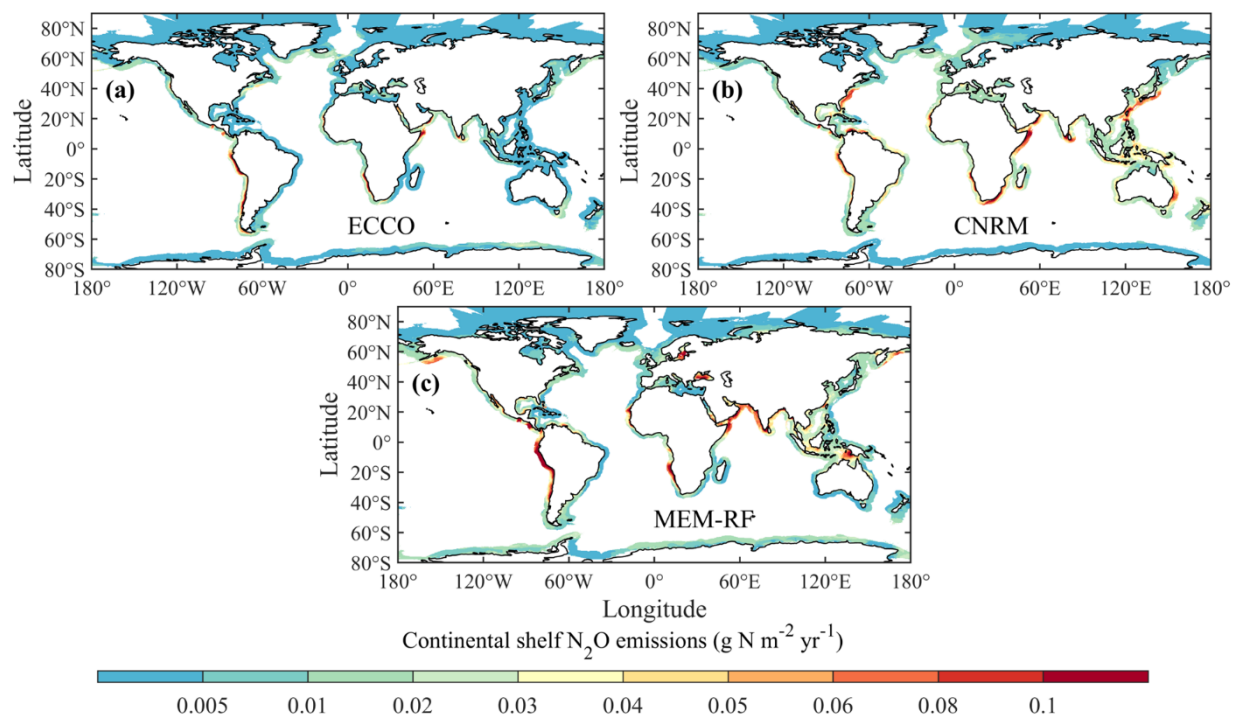 80°N
60°N
40°N
20°N
0°
20°S
40°S
60°S
80°S
Latitude
(a)
ECCO
180°
120°W
60°W
0°
60°E
120°E
180°
80°N
60°N
40°N
20°N
0°
20°S
40°S
60°S
80°S
Latitude
(b)
CNRM
180°
120°W
60°W
0°
60°E
120°E
180°
80°N
60°N
40°N
20°N
0°
20°S
40°S
60°S
80°S
Latitude
(c)
MEM-RF
180°
120°W
60°W
0°
60°E
120°E
180°
Longitude
Continental shelf N₂O emissions (g N m⁻² yr⁻¹)
0.005 0.01 0.02 0.03 0.04 0.05 0.06 0.08 0.1